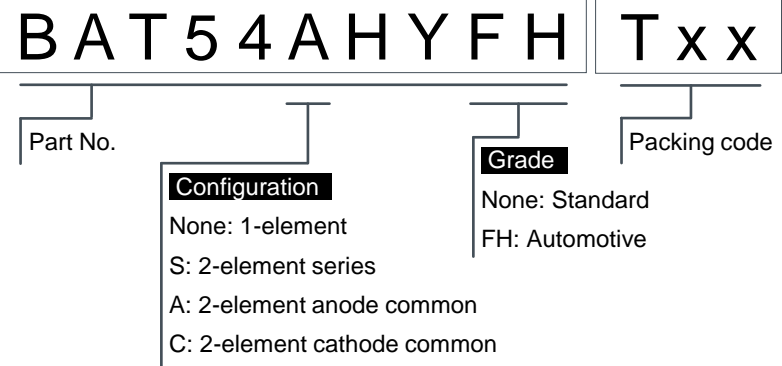 BAT54AHYFH Txx
Part No.
Packing code
Configuration
None: 1-element
S: 2-element series
A: 2-element anode common
C: 2-element cathode common
Grade
None: Standard
FH: Automotive